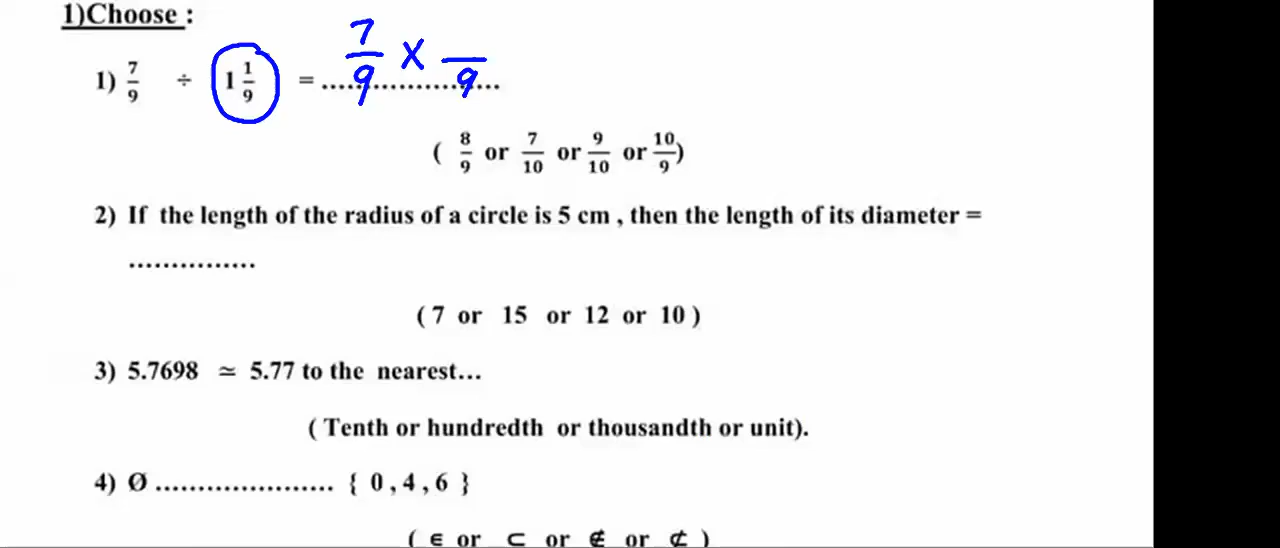 1)Choose :
1) 7/9 ÷ 1 1/9 = ..................... 7/9 × —/9
( 8/9 or 7/10 or 9/10 or 10/9)
2) If the length of the radius of a circle is 5 cm , then the length of its diameter =
...............
( 7 or 15 or 12 or 10 )
3) 5.7698 ≃ 5.77 to the nearest...
( Tenth or hundredth or thousandth or unit).
4) Ø ..................... { 0 , 4 , 6 }
( ∈ or ⊂ or ∉ or ⊄ )